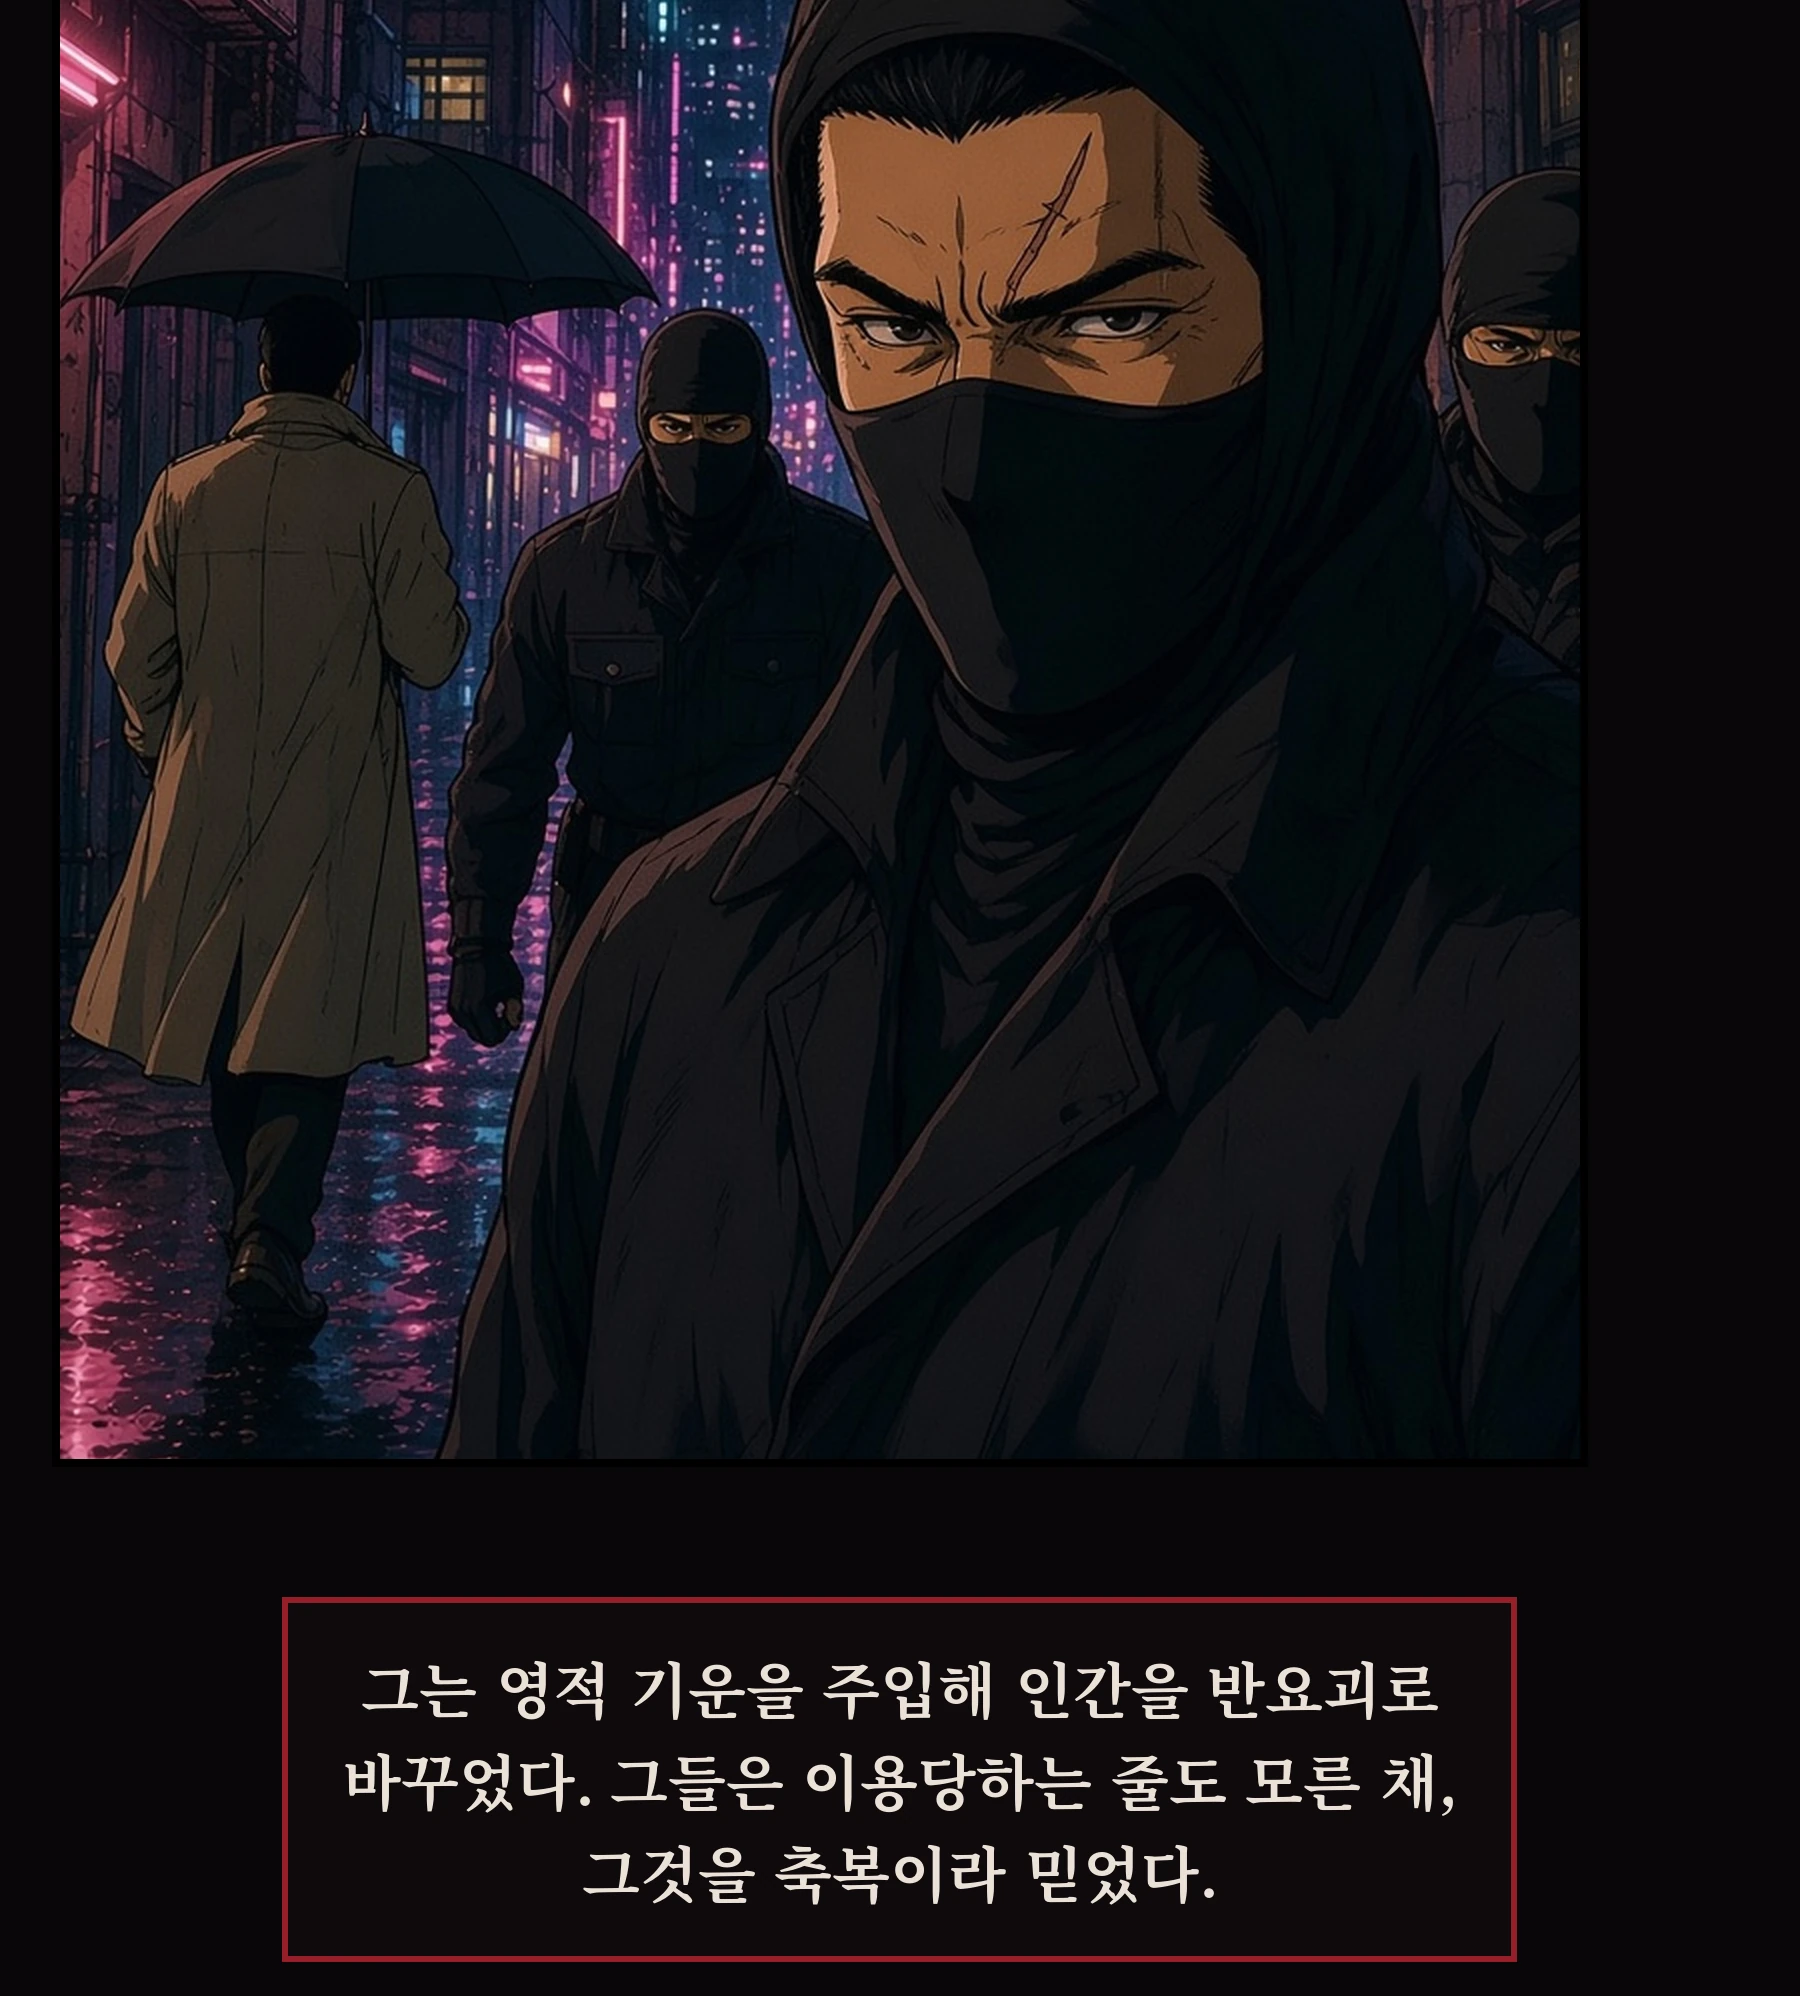 그는 영적 기운을 주입해 인간을 반요괴로
바꾸었다. 그들은 이용당하는 줄도 모른 채,
그것을 축복이라 믿었다.